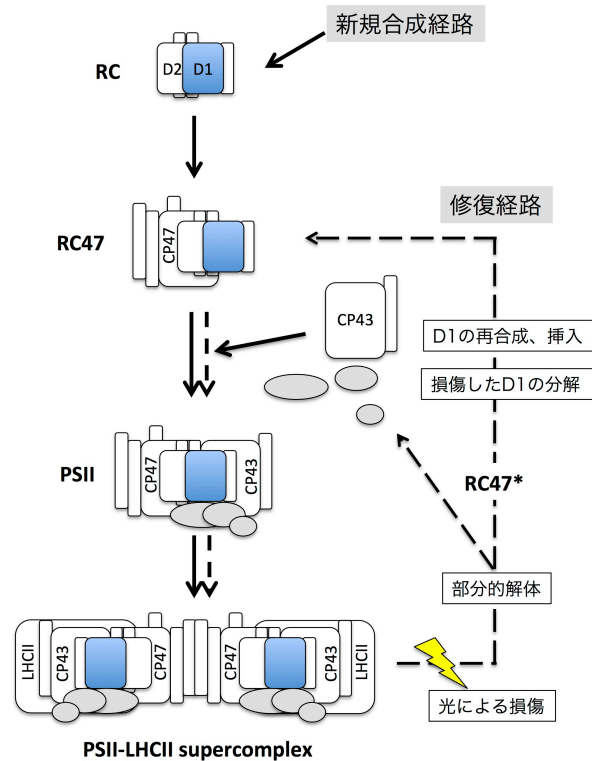 新規合成経路
RC
D2
D1
修復経路
RC47
CP47
CP43
D1の再合成、挿入
損傷したD1の分解
PSII
CP47
CP43
RC47*
部分的解体
LHCII
CP43
CP47
CP47
CP43
LHCII
光による損傷
PSII-LHCII supercomplex